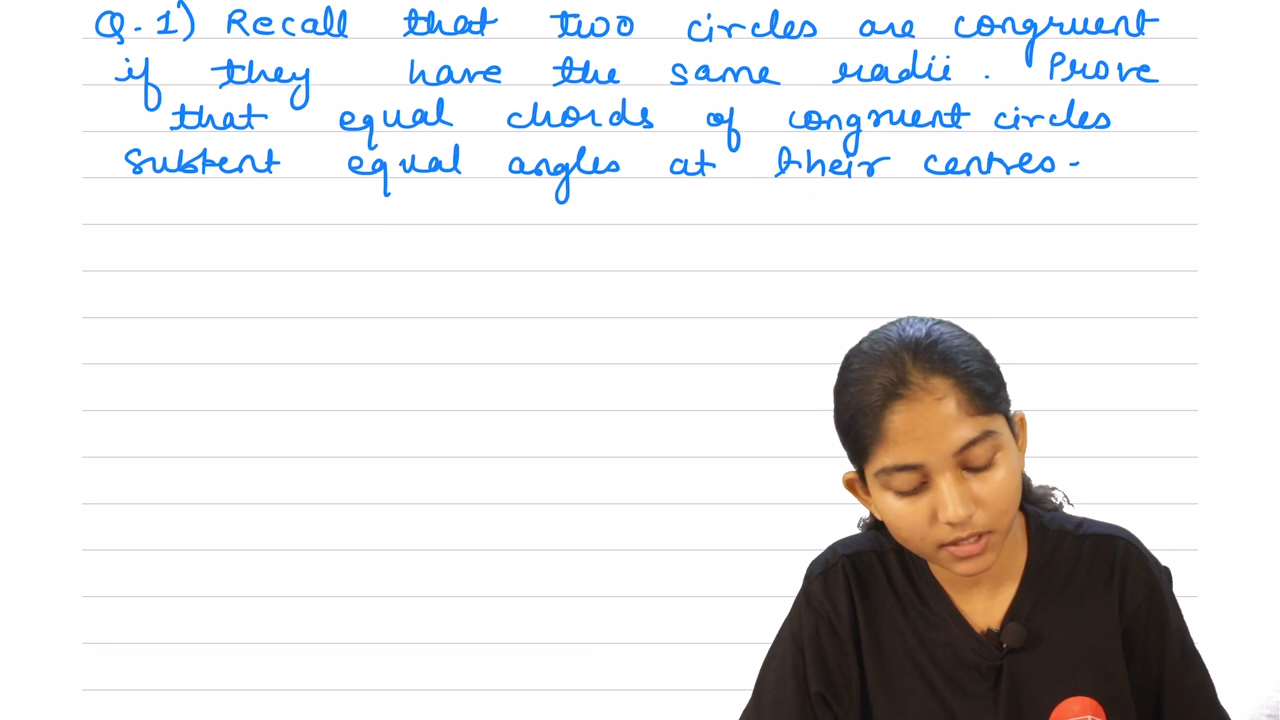 Q.1) Recall that two circles are congruent
if they have the same radii. Prove
that equal chords of congruent circles
subtent equal angles at their centres.